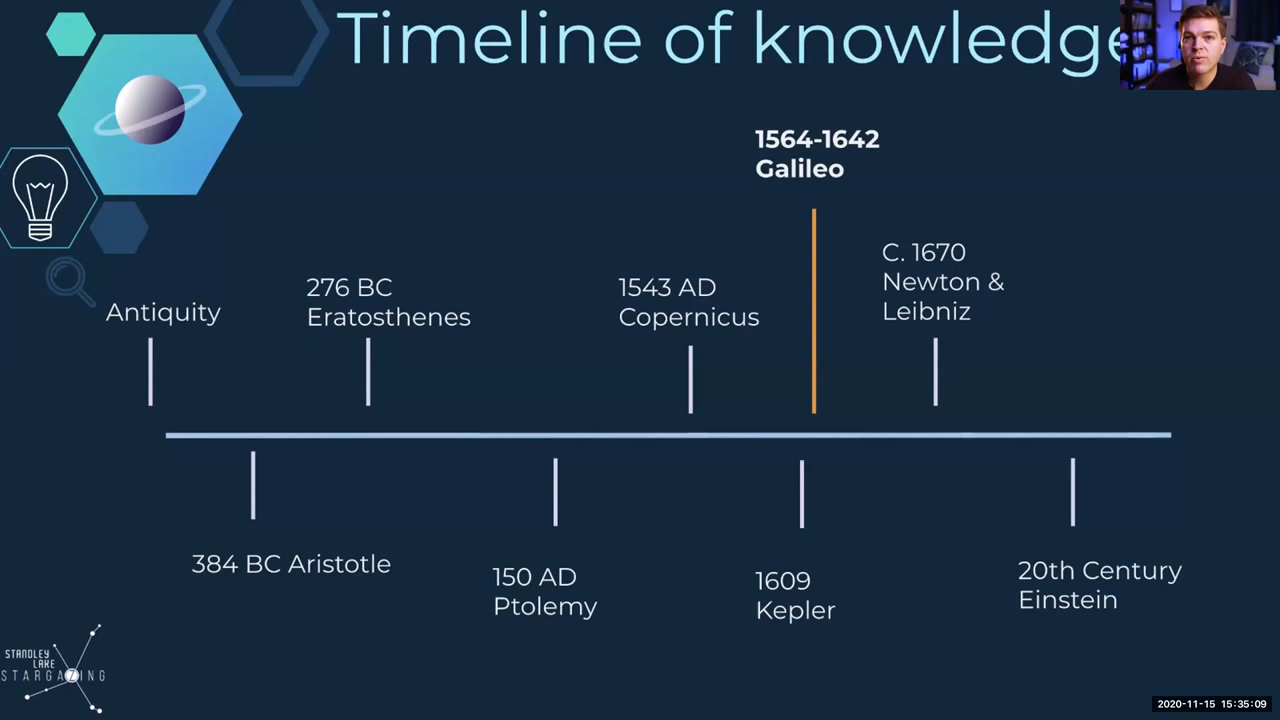 Timeline of knowledge
1564-1642
Galileo
C. 1670
Newton &
Leibniz
276 BC
Eratosthenes
1543 AD
Copernicus
Antiquity
384 BC Aristotle
150 AD
Ptolemy
1609
Kepler
20th Century
Einstein
STANDLEY
LAKE
STARGAZING
2020-11-15 15:35:09